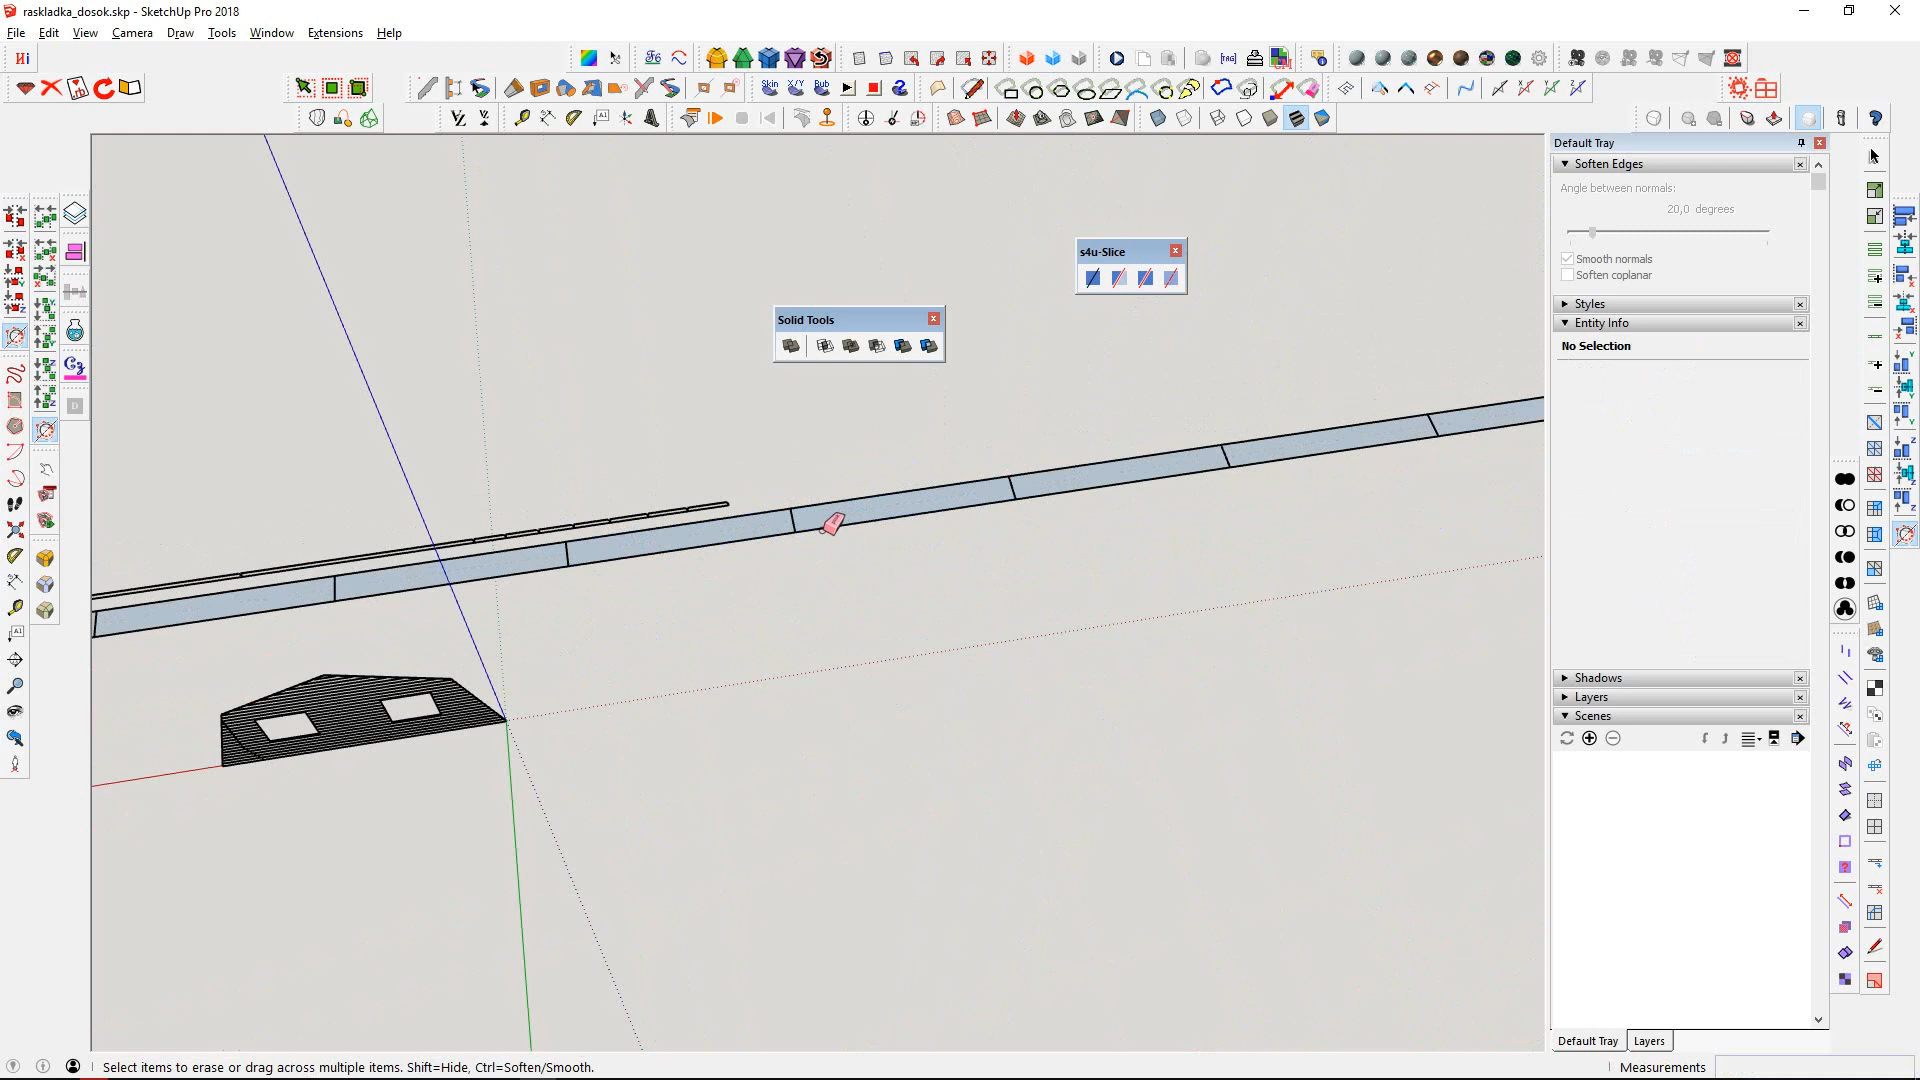 raskladka_dosok.skp - SketchUp Pro 2018
File Edit View Camera Draw Tools Window Extensions Help
Hi
TAG
Skin X/Y Bub
A1
Default Tray
Soften Edges
Angle between normals:
20,0 degrees
Smooth normals
Soften coplanar
Styles
Entity Info
No Selection
s4u-Slice
Solid Tools
Shadows
Layers
Scenes
Default Tray Layers
Select items to erase or drag across multiple items. Shift=Hide, Ctrl=Soften/Smooth.
Measurements